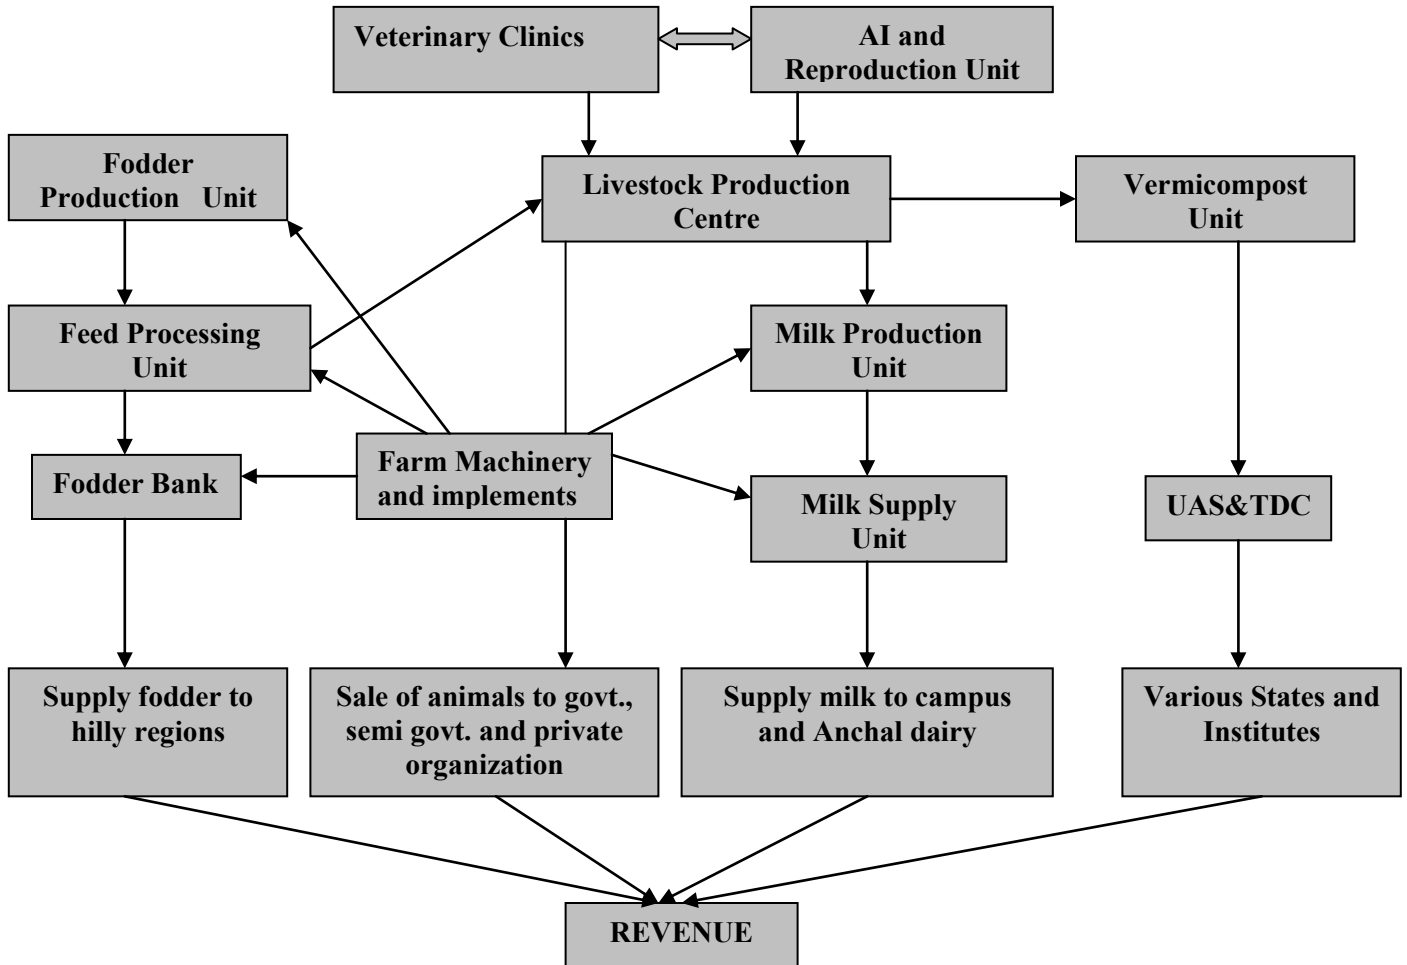 Veterinary Clinics
AI and
Reproduction Unit
Fodder
Production Unit
Livestock Production
Centre
Vermicompost
Unit
Feed Processing
Unit
Milk Production
Unit
Fodder Bank
Farm Machinery
and implements
Milk Supply
Unit
UAS&TDC
Supply fodder to
hilly regions
Sale of animals to govt.,
semi govt. and private
organization
Supply milk to campus
and Anchal dairy
Various States and
Institutes
REVENUE